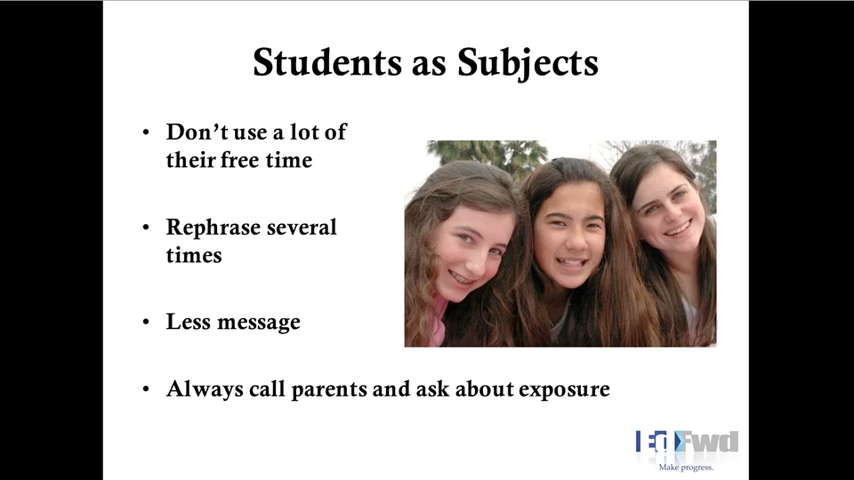 Students as Subjects
• Don't use a lot of
their free time
• Rephrase several
times
• Less message
• Always call parents and ask about exposure
EdFwd
Make progress.